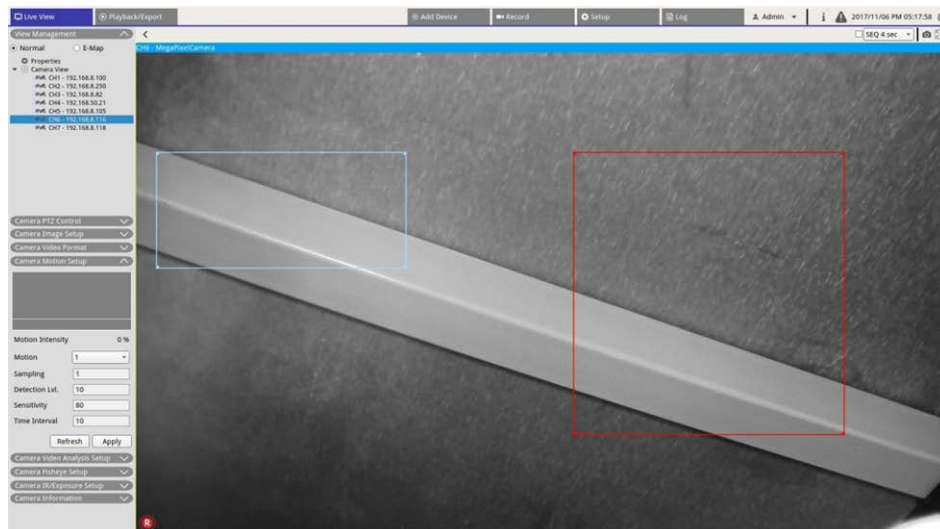 Live View Playback/Export Add Device Record Setup Log Admin i 2017/11/06 PM 05:17:58
View Management
SEQ 4 sec
Normal E-Map
CH6 - MegaPixelCamera
Properties
Camera View
CH1 - 192.168.8.100
CH2 - 192.168.8.250
CH3 - 192.168.8.82
CH4 - 192.168.50.21
CH5 - 192.168.8.105
CH6 - 192.168.8.116
CH7 - 192.168.8.118
Camera PTZ Control
Camera Image Setup
Camera Video Format
Camera Motion Setup
Motion Intensity 0 %
Motion 1
Sampling 1
Detection Lvl. 10
Sensitivity 80
Time Interval 10
Refresh Apply
Camera Video Analysis Setup
Camera Fisheye Setup
Camera IR/Exposure Setup
Camera Information
R